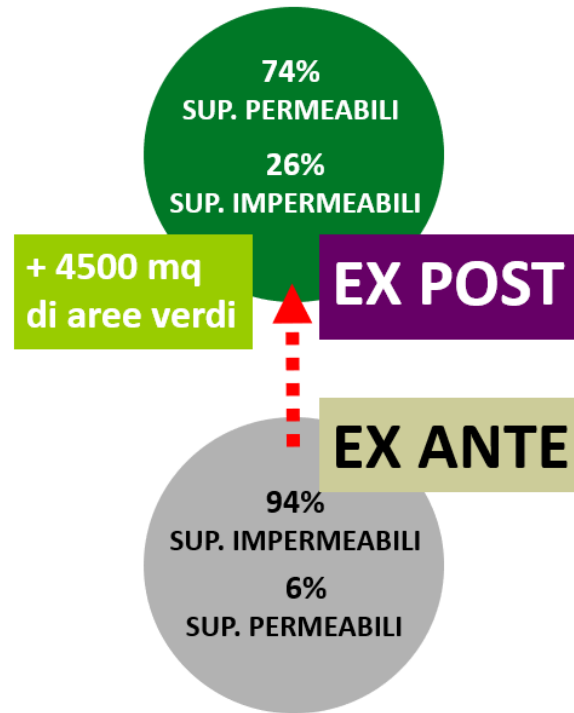 74%
SUP. PERMEABILI
26%
SUP. IMPERMEABILI
+ 4500 mq
di aree verdi
EX POST
EX ANTE
94%
SUP. IMPERMEABILI
6%
SUP. PERMEABILI